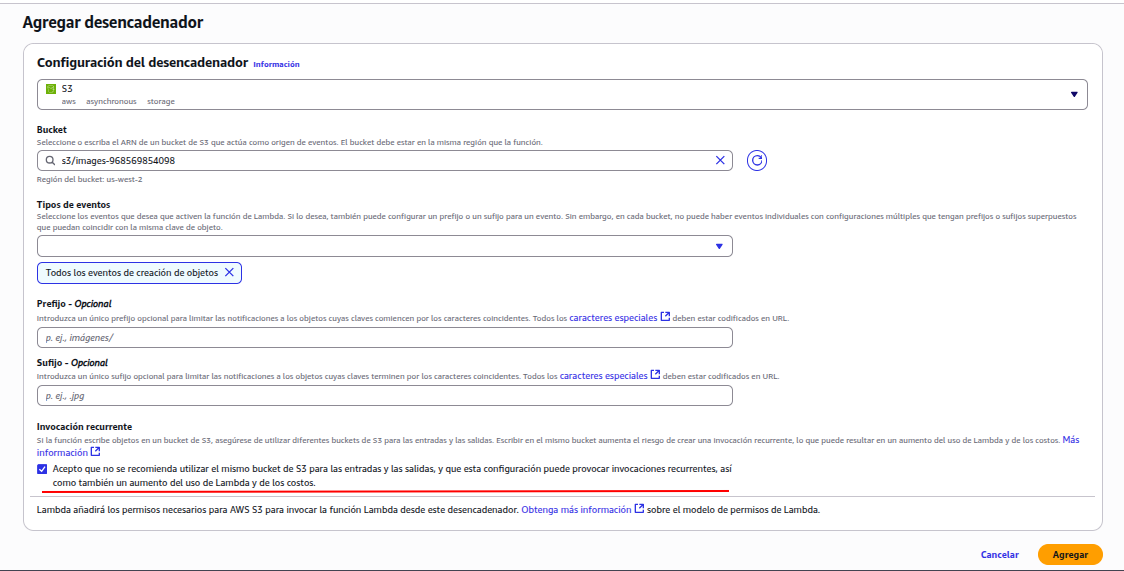 Agregar desencadenador
Configuración del desencadenador Información
S3
aws asynchronous storage
Bucket
Seleccione o escriba el ARN de un bucket de S3 que actúa como origen de eventos. El bucket debe estar en la misma región que la función.
s3/images-968569854098
Región del bucket: us-west-2
Tipos de eventos
Seleccione los eventos que desea que activen la función de Lambda. Si lo desea, también puede configurar un prefijo o un sufijo para un evento. Sin embargo, en cada bucket, no puede haber eventos individuales con configuraciones múltiples que tengan prefijos o sufijos superpuestos
que puedan coincidir con la misma clave de objeto.
Todos los eventos de creación de objetos
Prefijo - Opcional
Introduzca un único prefijo opcional para limitar las notificaciones a los objetos cuyas claves comiencen por los caracteres coincidentes. Todos los caracteres especiales deben estar codificados en URL.
p. ej., imágenes/
Sufijo - Opcional
Introduzca un único sufijo opcional para limitar las notificaciones a los objetos cuyas claves terminen por los caracteres coincidentes. Todos los caracteres especiales deben estar codificados en URL.
p. ej., .jpg
Invocación recurrente
Si la función escribe objetos en un bucket de S3, asegúrese de utilizar diferentes buckets de S3 para las entradas y las salidas. Escribir en el mismo bucket aumenta el riesgo de crear una invocación recurrente, lo que puede resultar en un aumento del uso de Lambda y de los costos. Más
información
Acepto que no se recomienda utilizar el mismo bucket de S3 para las entradas y las salidas, y que esta configuración puede provocar invocaciones recurrentes, así
como también un aumento del uso de Lambda y de los costos.
Lambda añadirá los permisos necesarios para AWS S3 para invocar la función Lambda desde este desencadenador. Obtenga más información sobre el modelo de permisos de Lambda.
Cancelar Agregar